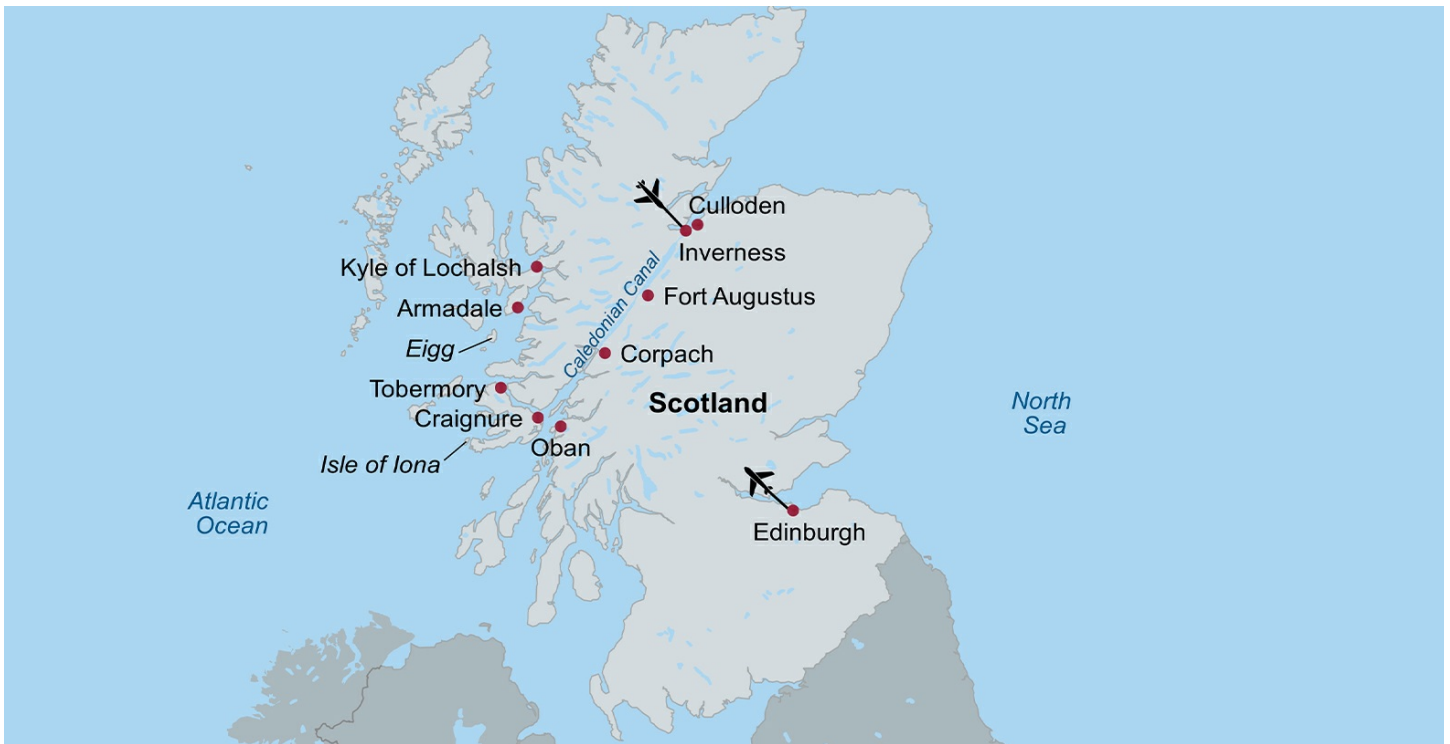 Culloden
Inverness
Caledonian Canal
Kyle of Lochalsh
Fort Augustus
Armadale
Eigg
Corpach
Tobermory
Scotland
Craignure
North
Sea
Oban
Isle of Iona
Atlantic
Ocean
Edinburgh